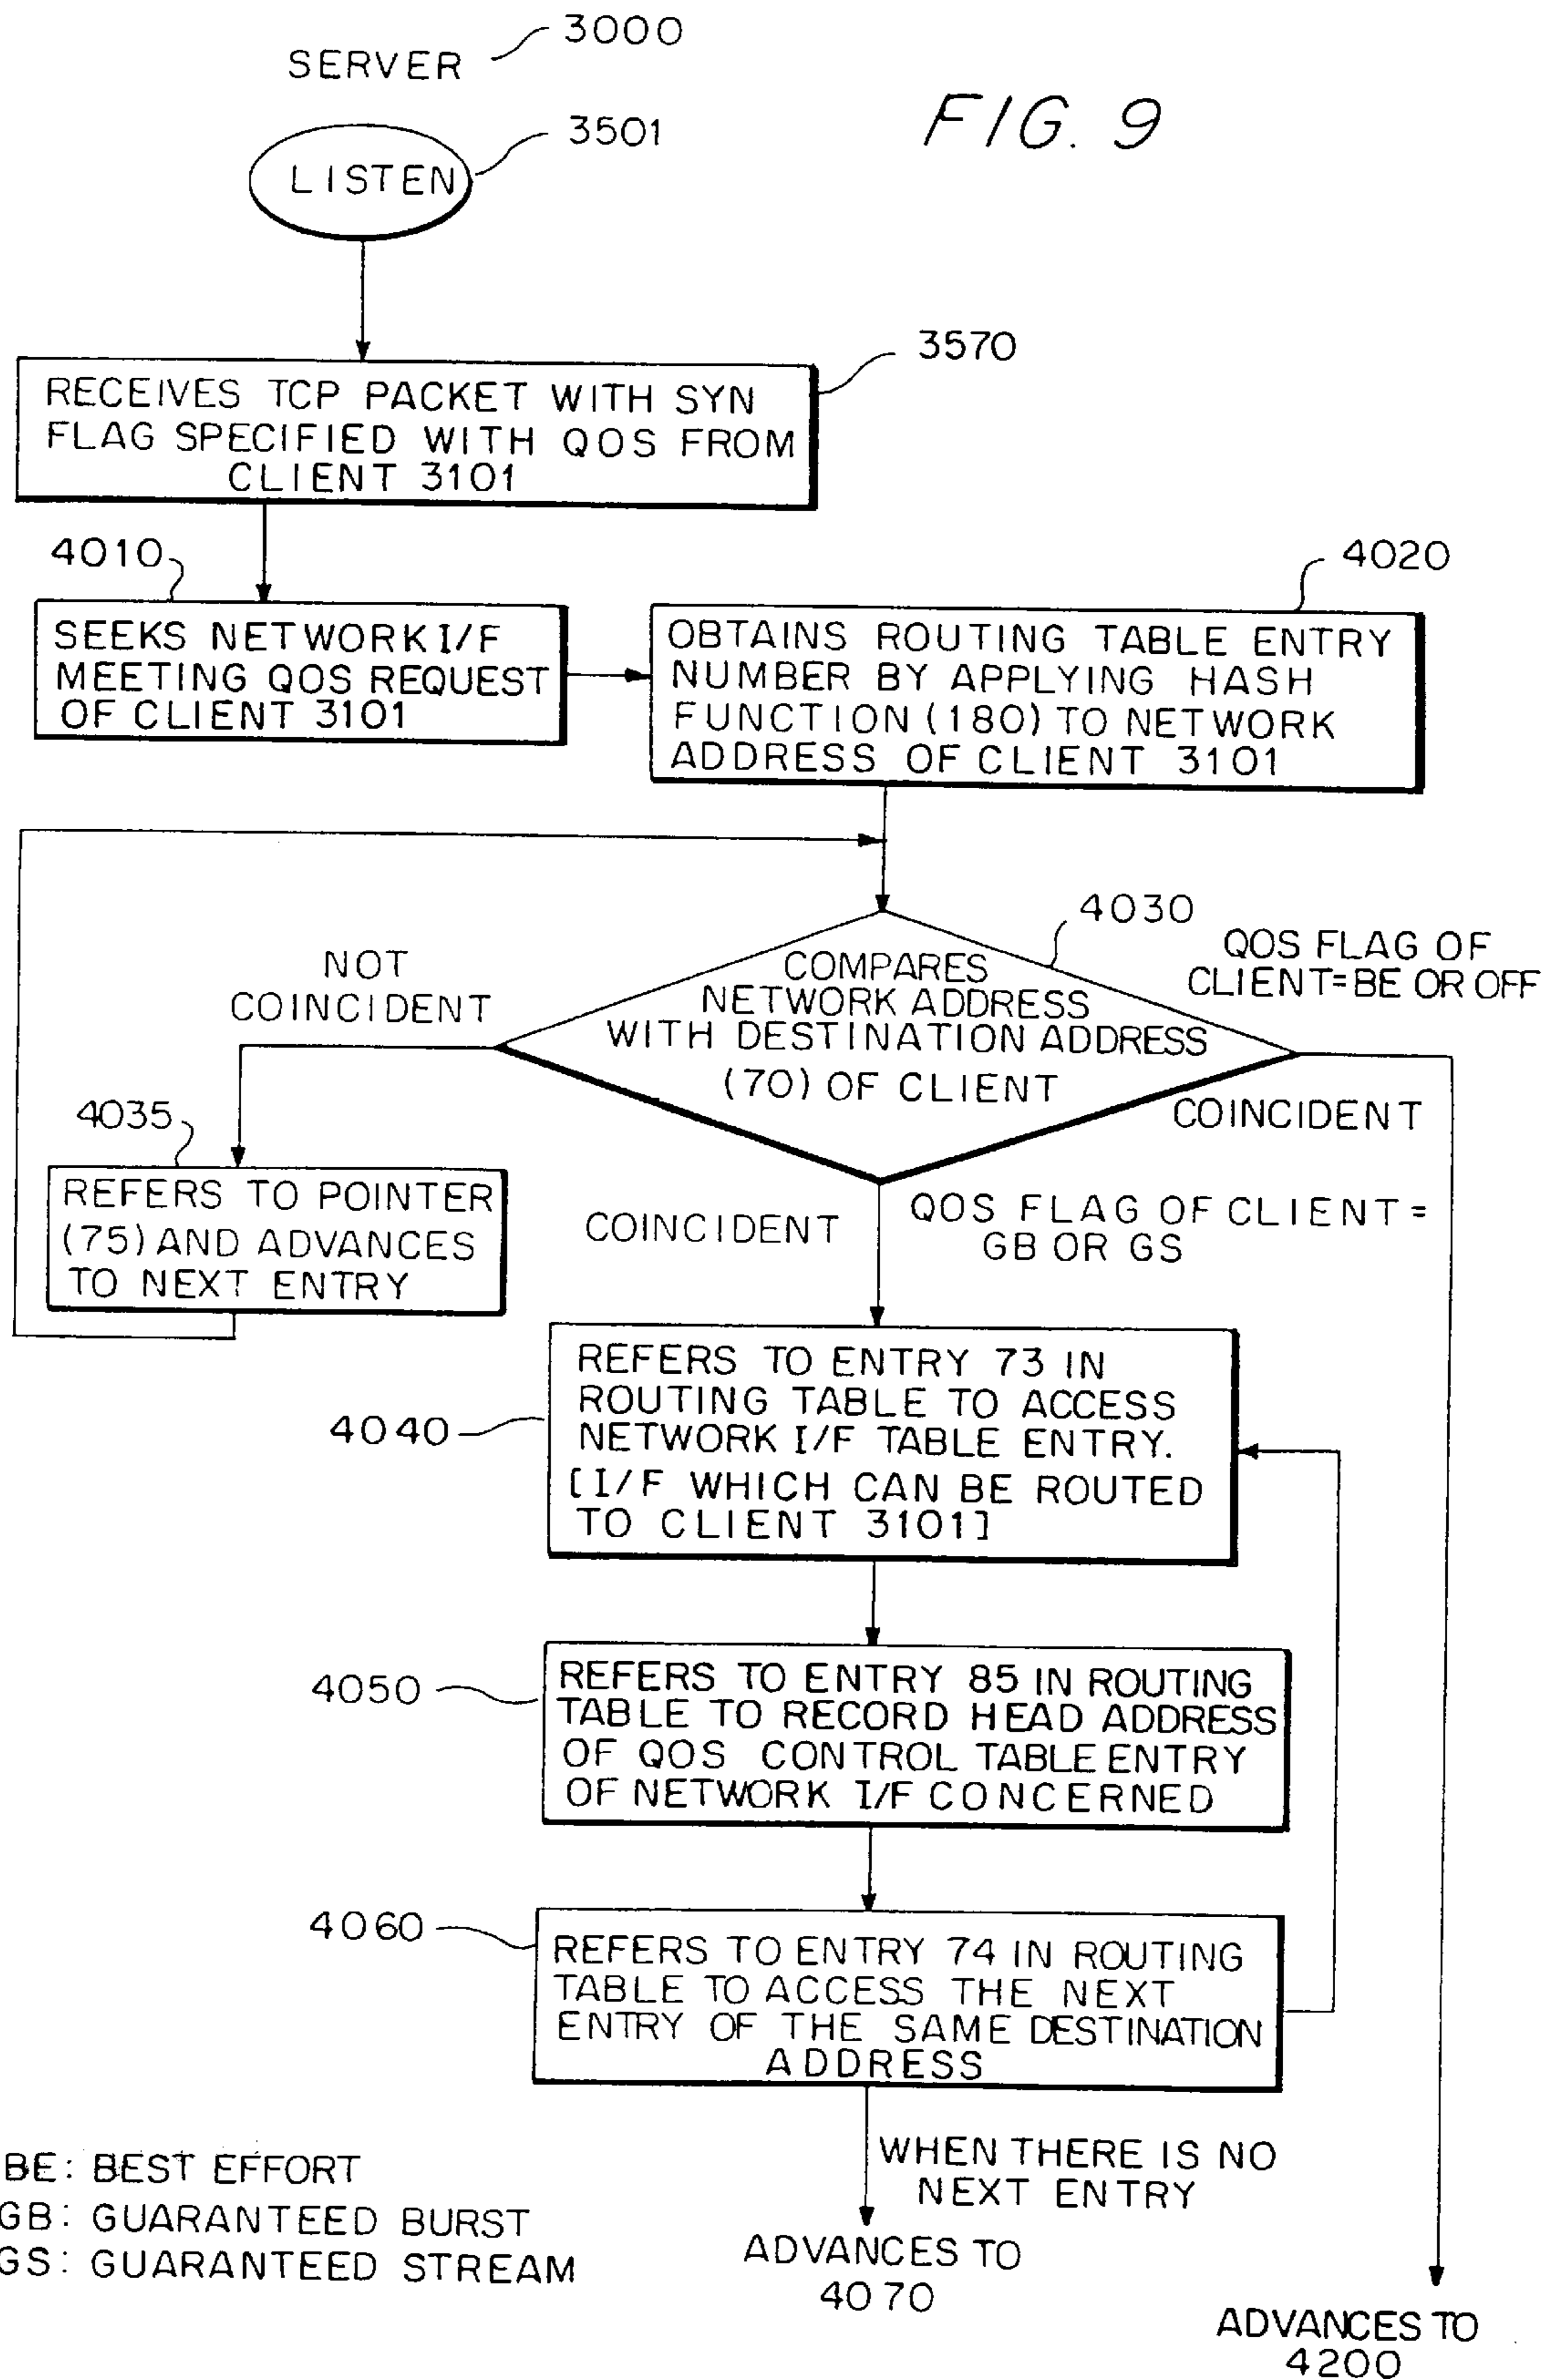 3000
SERVER
FIG. 9
3501
LISTEN
3570
RECEIVES TCP PACKET WITH SYN
FLAG SPECIFIED WITH QOS FROM
CLIENT 3101
4010
4020
SEEKS NETWORK I/F
MEETING QOS REQUEST
OF CLIENT 3101
OBTAINS ROUTING TABLE ENTRY
NUMBER BY APPLYING HASH
FUNCTION (180) TO NETWORK
ADDRESS OF CLIENT 3101
4030
NOT
COINCIDENT
COMPARES
NETWORK ADDRESS
WITH DESTINATION ADDRESS
(70) OF CLIENT
QOS FLAG OF
CLIENT=BE OR OFF
COINCIDENT
4035
REFERS TO POINTER
(75) AND ADVANCES
TO NEXT ENTRY
COINCIDENT
QOS FLAG OF CLIENT =
GB OR GS
4040
REFERS TO ENTRY 73 IN
ROUTING TABLE TO ACCESS
NETWORK I/F TABLE ENTRY.
[I/F WHICH CAN BE ROUTED
TO CLIENT 3101]
4050
REFERS TO ENTRY 85 IN ROUTING
TABLE TO RECORD HEAD ADDRESS
OF QOS CONTROL TABLE ENTRY
OF NETWORK I/F CONCERNED
4060
REFERS TO ENTRY 74 IN ROUTING
TABLE TO ACCESS THE NEXT
ENTRY OF THE SAME DESTINATION
ADDRESS
WHEN THERE IS NO
NEXT ENTRY
ADVANCES TO
4070
ADVANCES TO
4200
BE: BEST EFFORT
GB: GUARANTEED BURST
GS: GUARANTEED STREAM